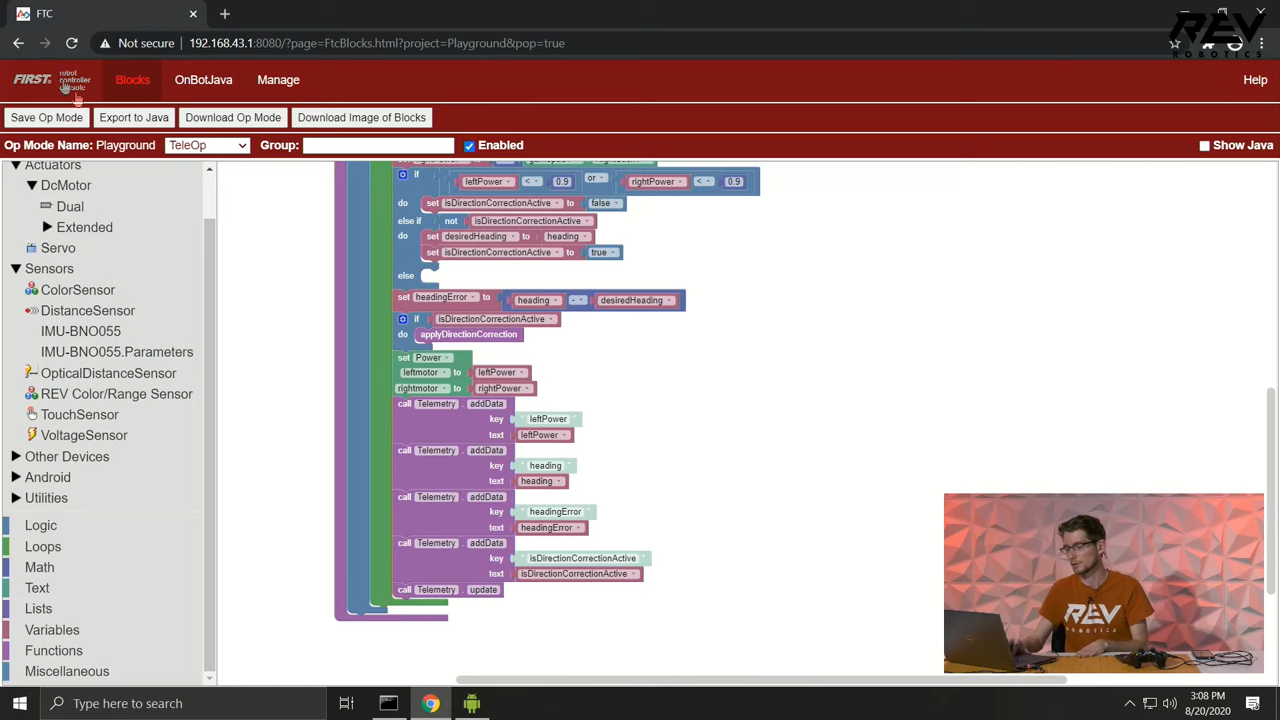 FTC
Not secure
192.168.43.1:8080/?page=FtcBlocks.html?project=Playground&pop=true
REV
ROBOTICS
FIRST.
robot controller console
Blocks
OnBotJava
Manage
Help
Save Op Mode
Export to Java
Download Op Mode
Download Image of Blocks
Op Mode Name: Playground
TeleOp
Group:
Enabled
Show Java
Actuators
DcMotor
Dual
Extended
Servo
Sensors
ColorSensor
DistanceSensor
IMU-BNO055
IMU-BNO055.Parameters
OpticalDistanceSensor
REV Color/Range Sensor
TouchSensor
VoltageSensor
Other Devices
Android
Utilities
Logic
Loops
Math
Text
Lists
Variables
Functions
Miscellaneous
if leftPower < 0.9 or rightPower < 0.9
do set isDirectionCorrectionActive to false
else if not isDirectionCorrectionActive
do set desiredHeading to heading
set isDirectionCorrectionActive to true
else
set headingError to heading - desiredHeading
if isDirectionCorrectionActive
do applyDirectionCorrection
set Power
leftmotor to leftPower
rightmotor to rightPower
call Telemetry . addData
key " leftPower "
text leftPower
call Telemetry . addData
key " heading "
text heading
call Telemetry . addData
key " headingError "
text headingError
call Telemetry . addData
key " isDirectionCorrectionActive "
text isDirectionCorrectionActive
call Telemetry . update
REV
ROBOTICS
Type here to search
3:08 PM
8/20/2020